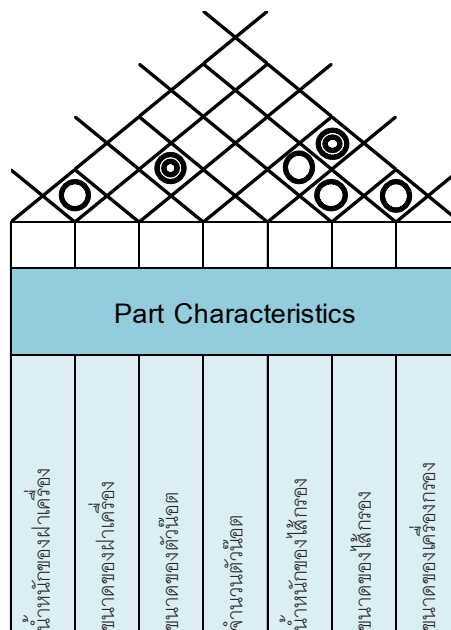 Part Characteristics
น้ำหนักของฝาเครื่อง
ขนาดของฝาเครื่อง
ขนาดของตัวน๊อต
จำนวนตัวน๊อต
น้ำหนักของไส้กรอง
ขนาดของไส้กรอง
ขนาดของเครื่องกรอง